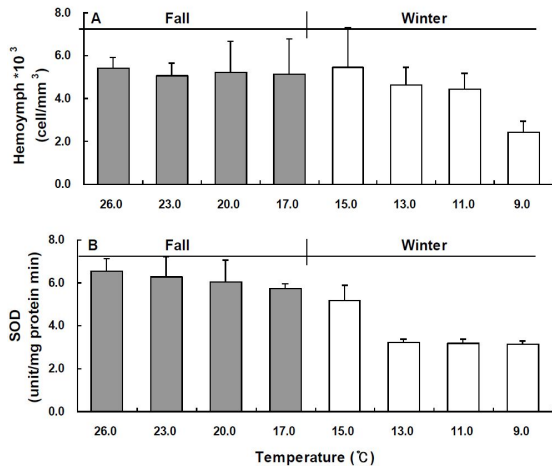 A Fall Winter
Hemoymph *10 3
(cell/mm 3)
8.0
6.0
4.0
2.0
0.0
26.0 23.0 20.0 17.0 15.0 13.0 11.0 9.0
B Fall Winter
SOD
(unit/mg protein min)
8.0
6.0
4.0
2.0
0.0
26.0 23.0 20.0 17.0 15.0 13.0 11.0 9.0
Temperature (℃)